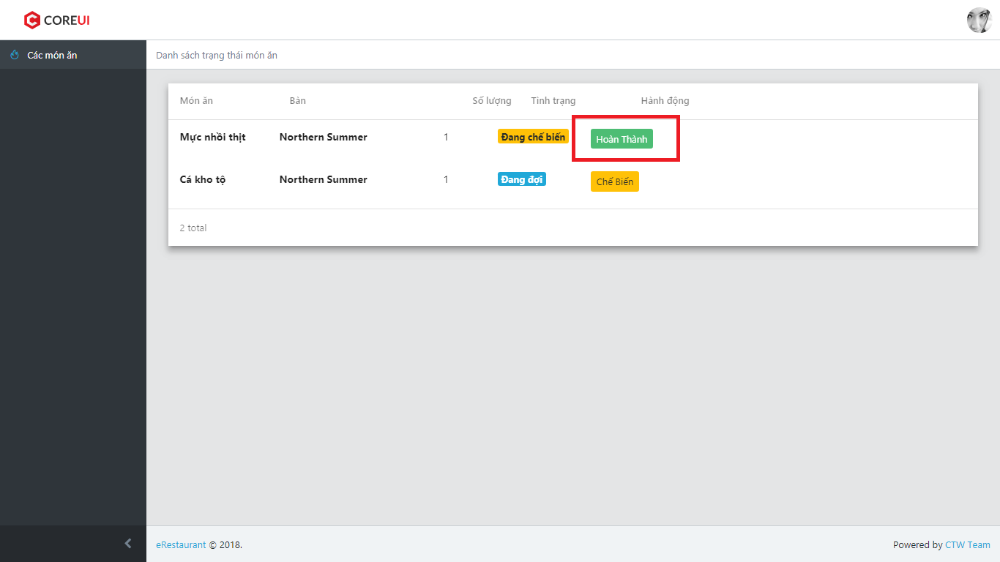 COREUI
Các món ăn
Danh sách trạng thái món ăn
Món ăn Bàn Số lượng Tình trạng Hành động
Mực nhồi thịt Northern Summer 1 Đang chế biến Hoàn Thành
Cá kho tộ Northern Summer 1 Đang đợi Chế Biến
2 total
eRestaurant © 2018. Powered by CTW Team